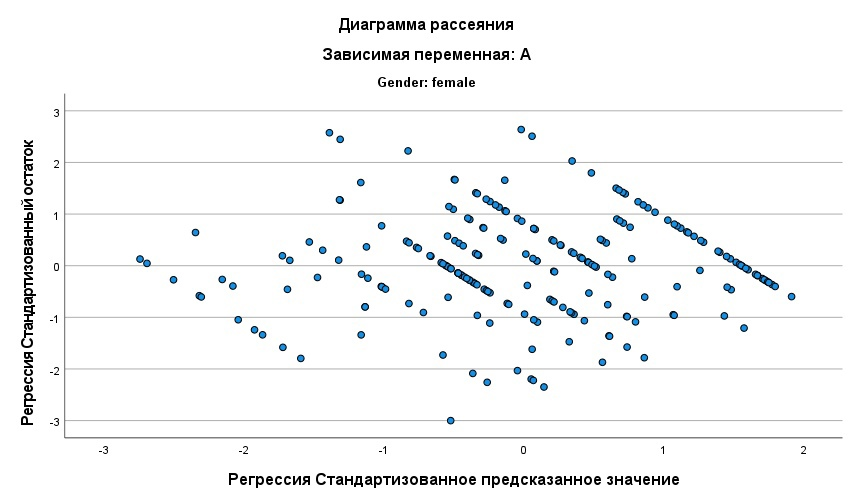 Диаграмма рассеяния
Зависимая переменная: A
Gender: female
Регрессия Стандартизованный остаток
3
2
1
0
-1
-2
-3
-3
-2
-1
0
1
2
Регрессия Стандартизованное предсказанное значение